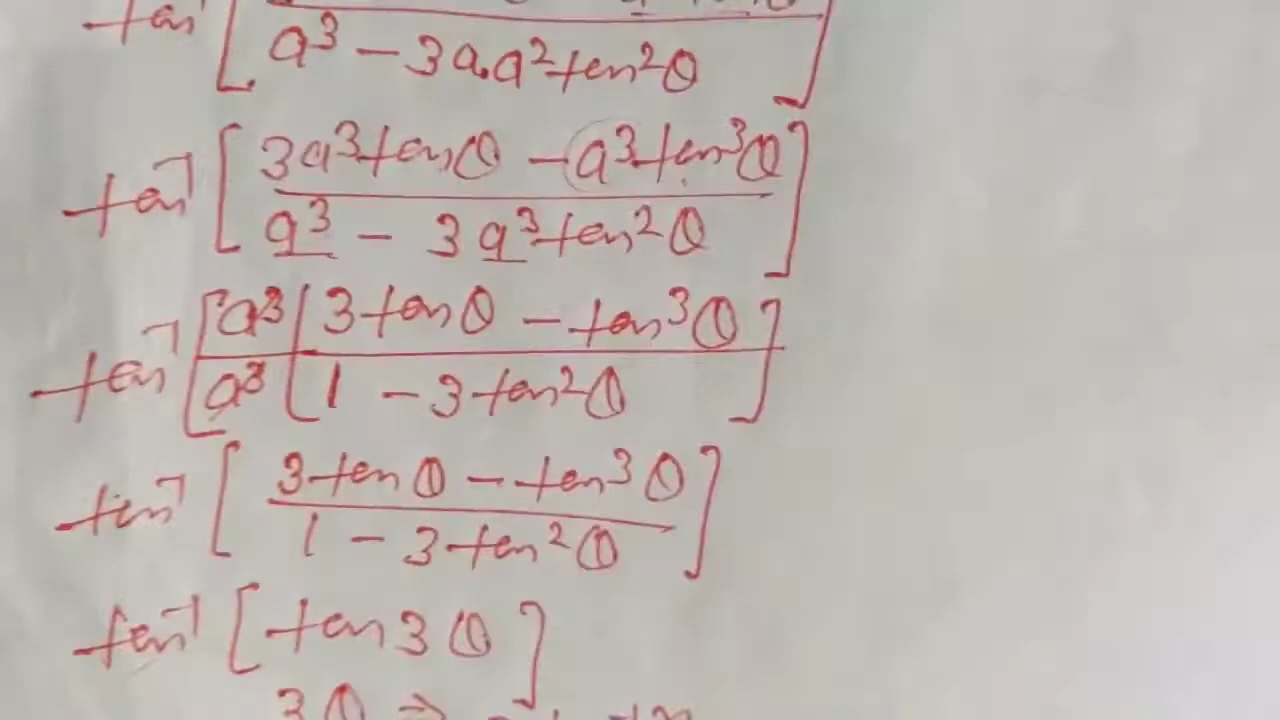 tan⁻¹ [ / a³ - 3a.a²tan²θ ]
tan⁻¹ [ 3a³tanθ - a³tan³θ / a³ - 3a³tan²θ ]
tan⁻¹ [ a³/a³ ( 3tanθ - tan³θ / 1 - 3tan²θ ]
tan⁻¹ [ 3tanθ - tan³θ / 1 - 3tan²θ ]
tan⁻¹ [ tan3θ ]
3θ ⇒